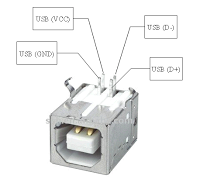 USB (VCC)
USB (D-)
USB (GND)
USB (D+)